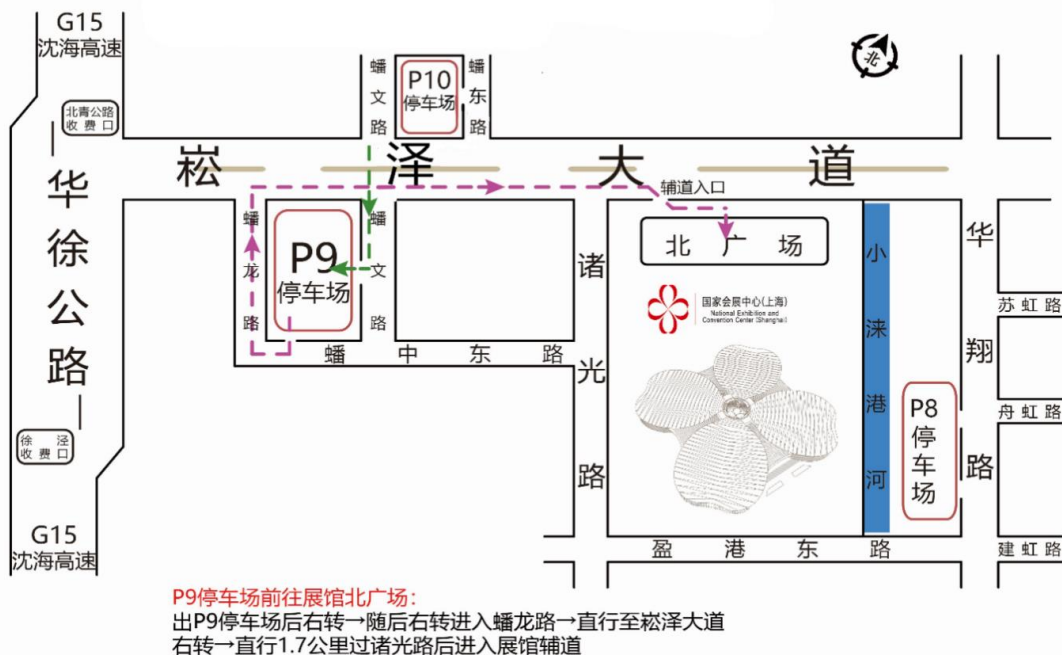 G15
沈海高速
北青公路
收费口
华徐公路
徐泾
收费口
G15
沈海高速
蟠文路
P10
停车场
蟠东路
北
崧泽大道
辅道入口
蟠龙路
P9
停车场
蟠文路
蟠中东路
诸光路
北广场
国家会展中心(上海)
National Exhibition and
Convention Center (Shanghai)
小涞港河
P8
停车场
华翔路
苏虹路
舟虹路
建虹路
盈港东路
P9停车场前往展馆北广场：
出P9停车场后右转→随后右转进入蟠龙路→直行至崧泽大道
右转→直行1.7公里过诸光路后进入展馆辅道